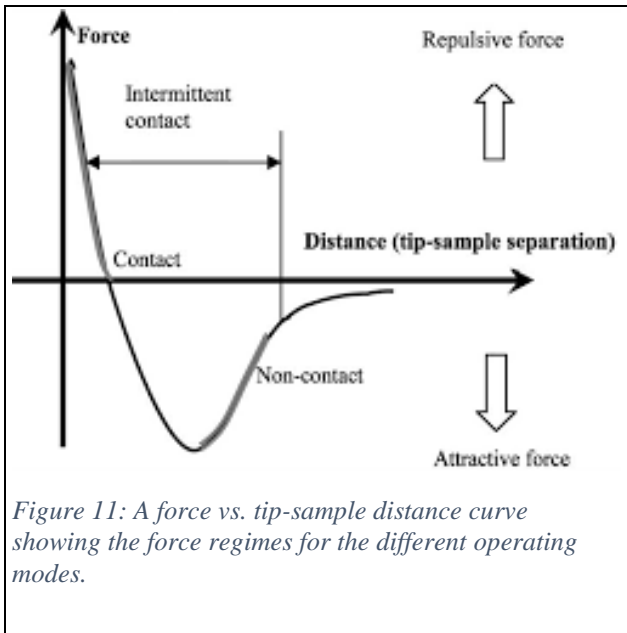 Force
Repulsive force
Intermittent
contact
Distance (tip-sample separation)
Contact
Non-contact
Attractive force
Figure 11: A force vs. tip-sample distance curve
showing the force regimes for the different operating
modes.